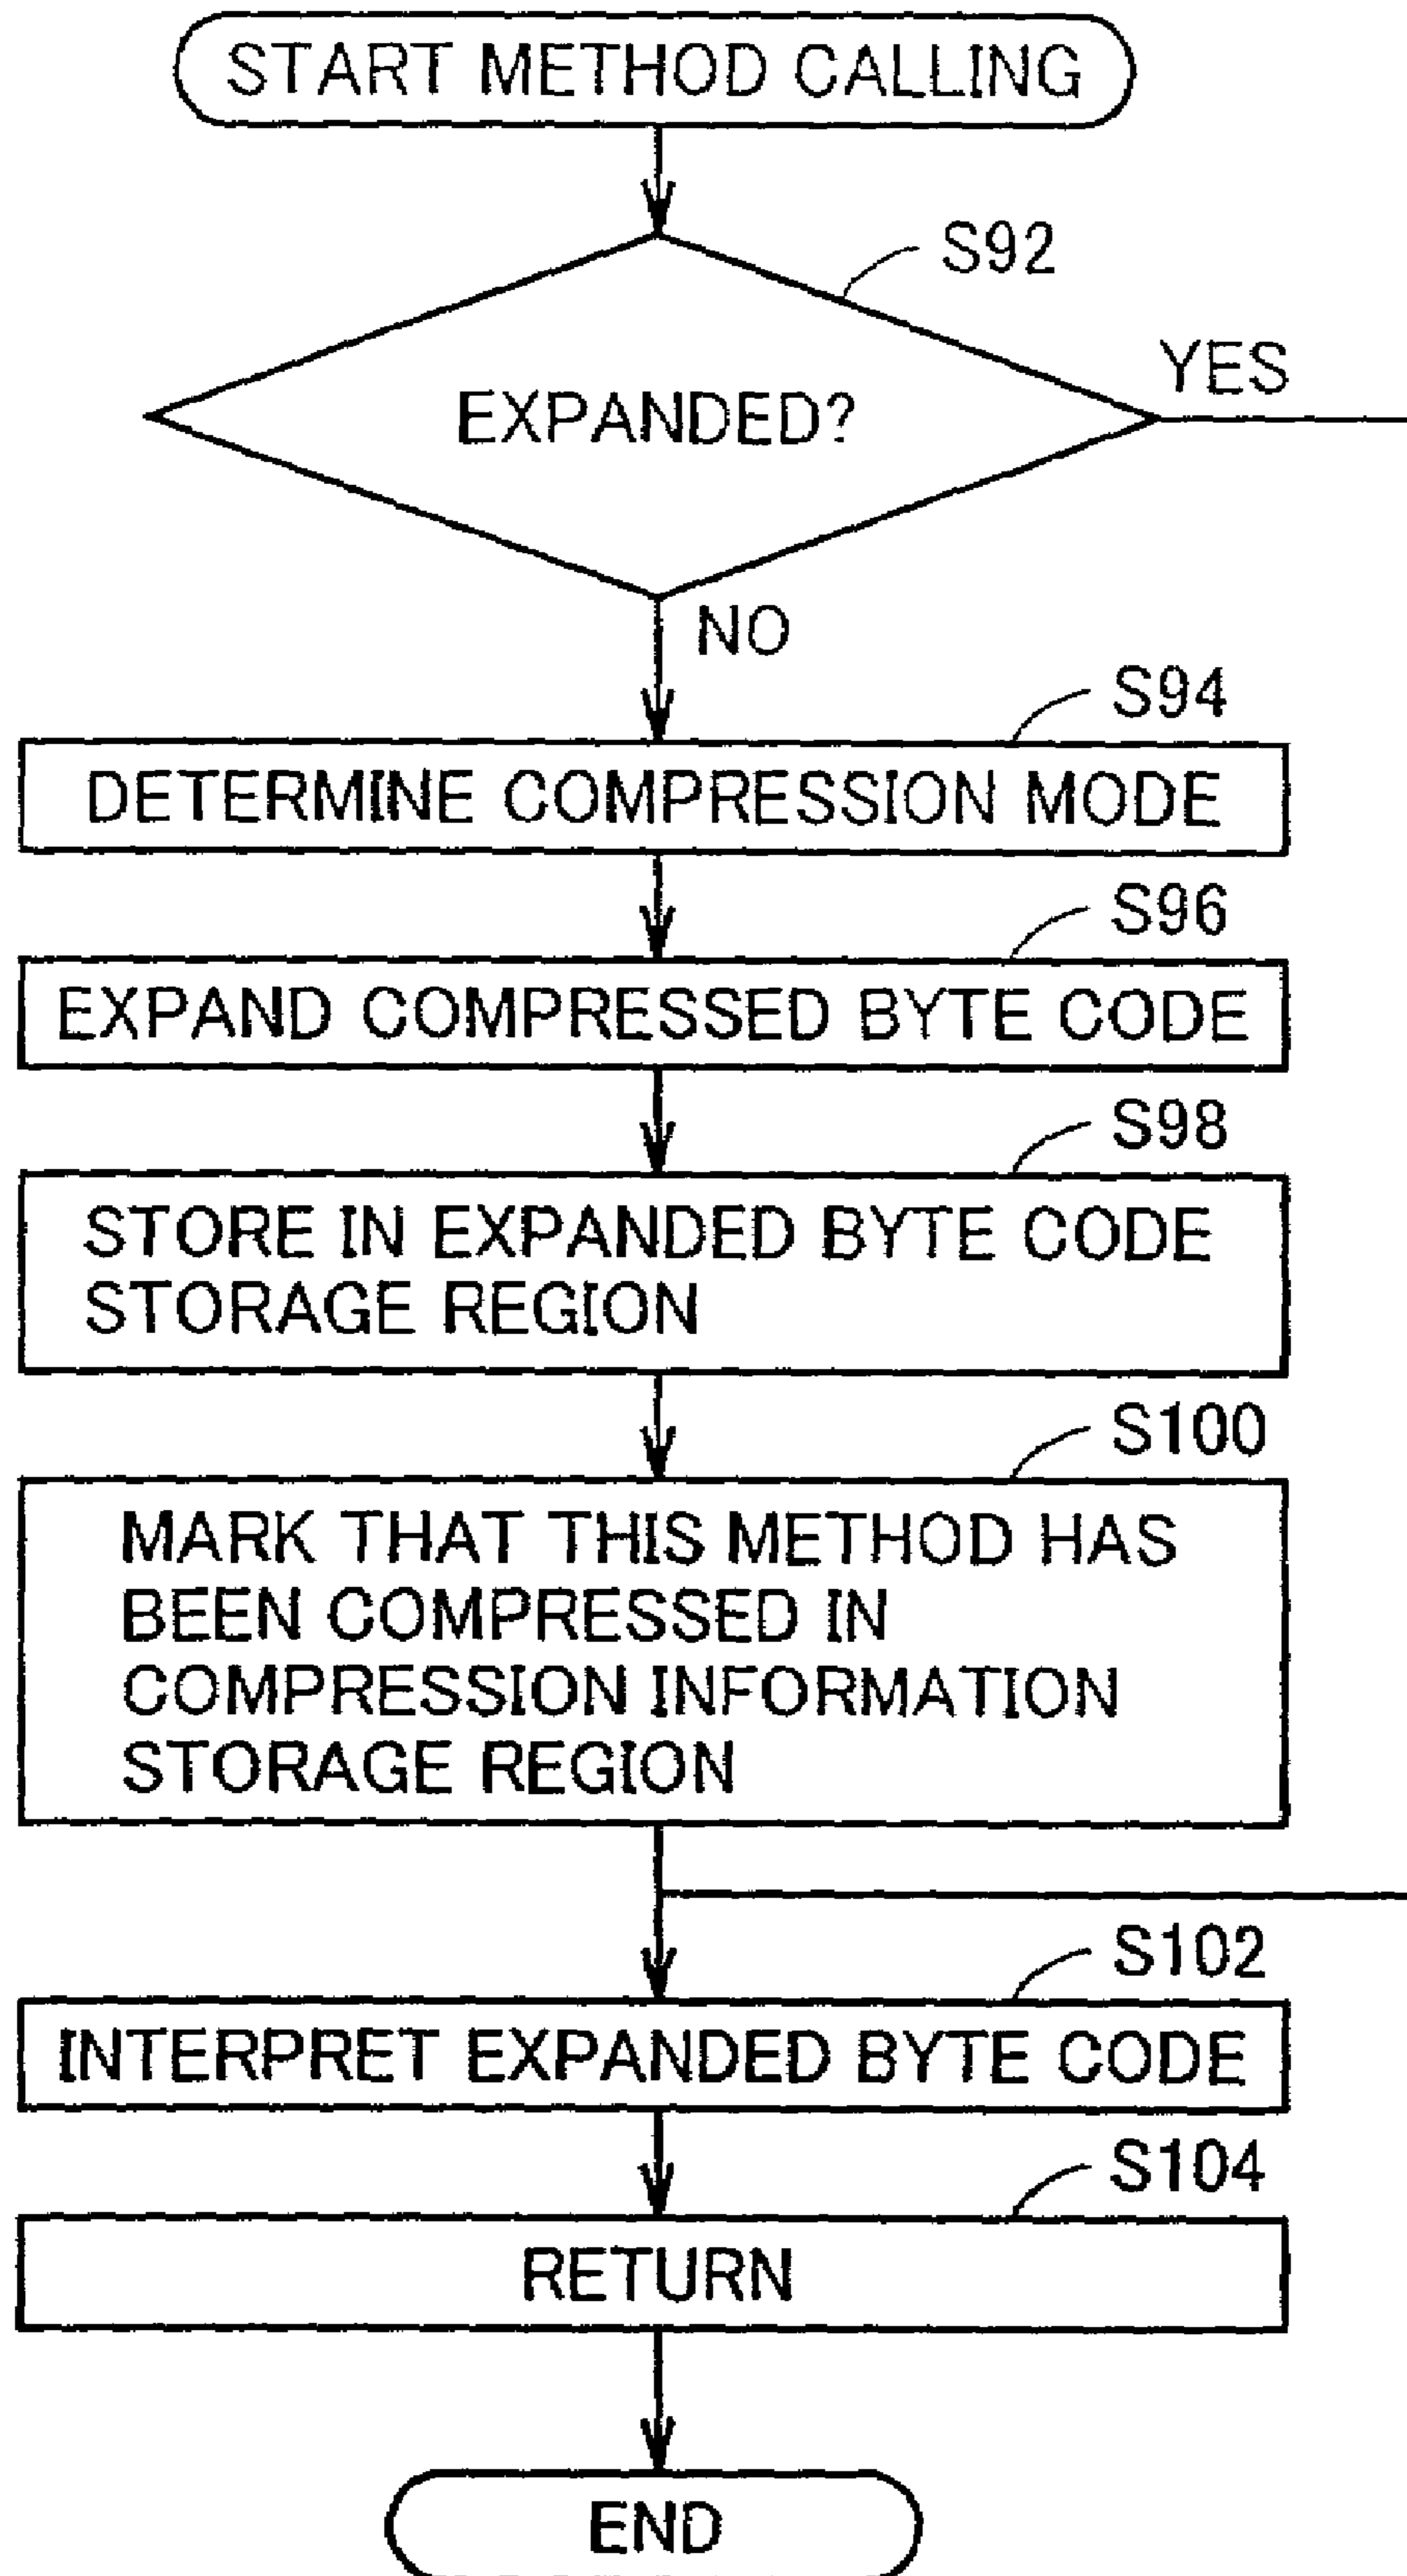 START METHOD CALLING
S92
EXPANDED?
YES
NO
S94
DETERMINE COMPRESSION MODE
S96
EXPAND COMPRESSED BYTE CODE
S98
STORE IN EXPANDED BYTE CODE
STORAGE REGION
S100
MARK THAT THIS METHOD HAS
BEEN COMPRESSED IN
COMPRESSION INFORMATION
STORAGE REGION
S102
INTERPRET EXPANDED BYTE CODE
S104
RETURN
END